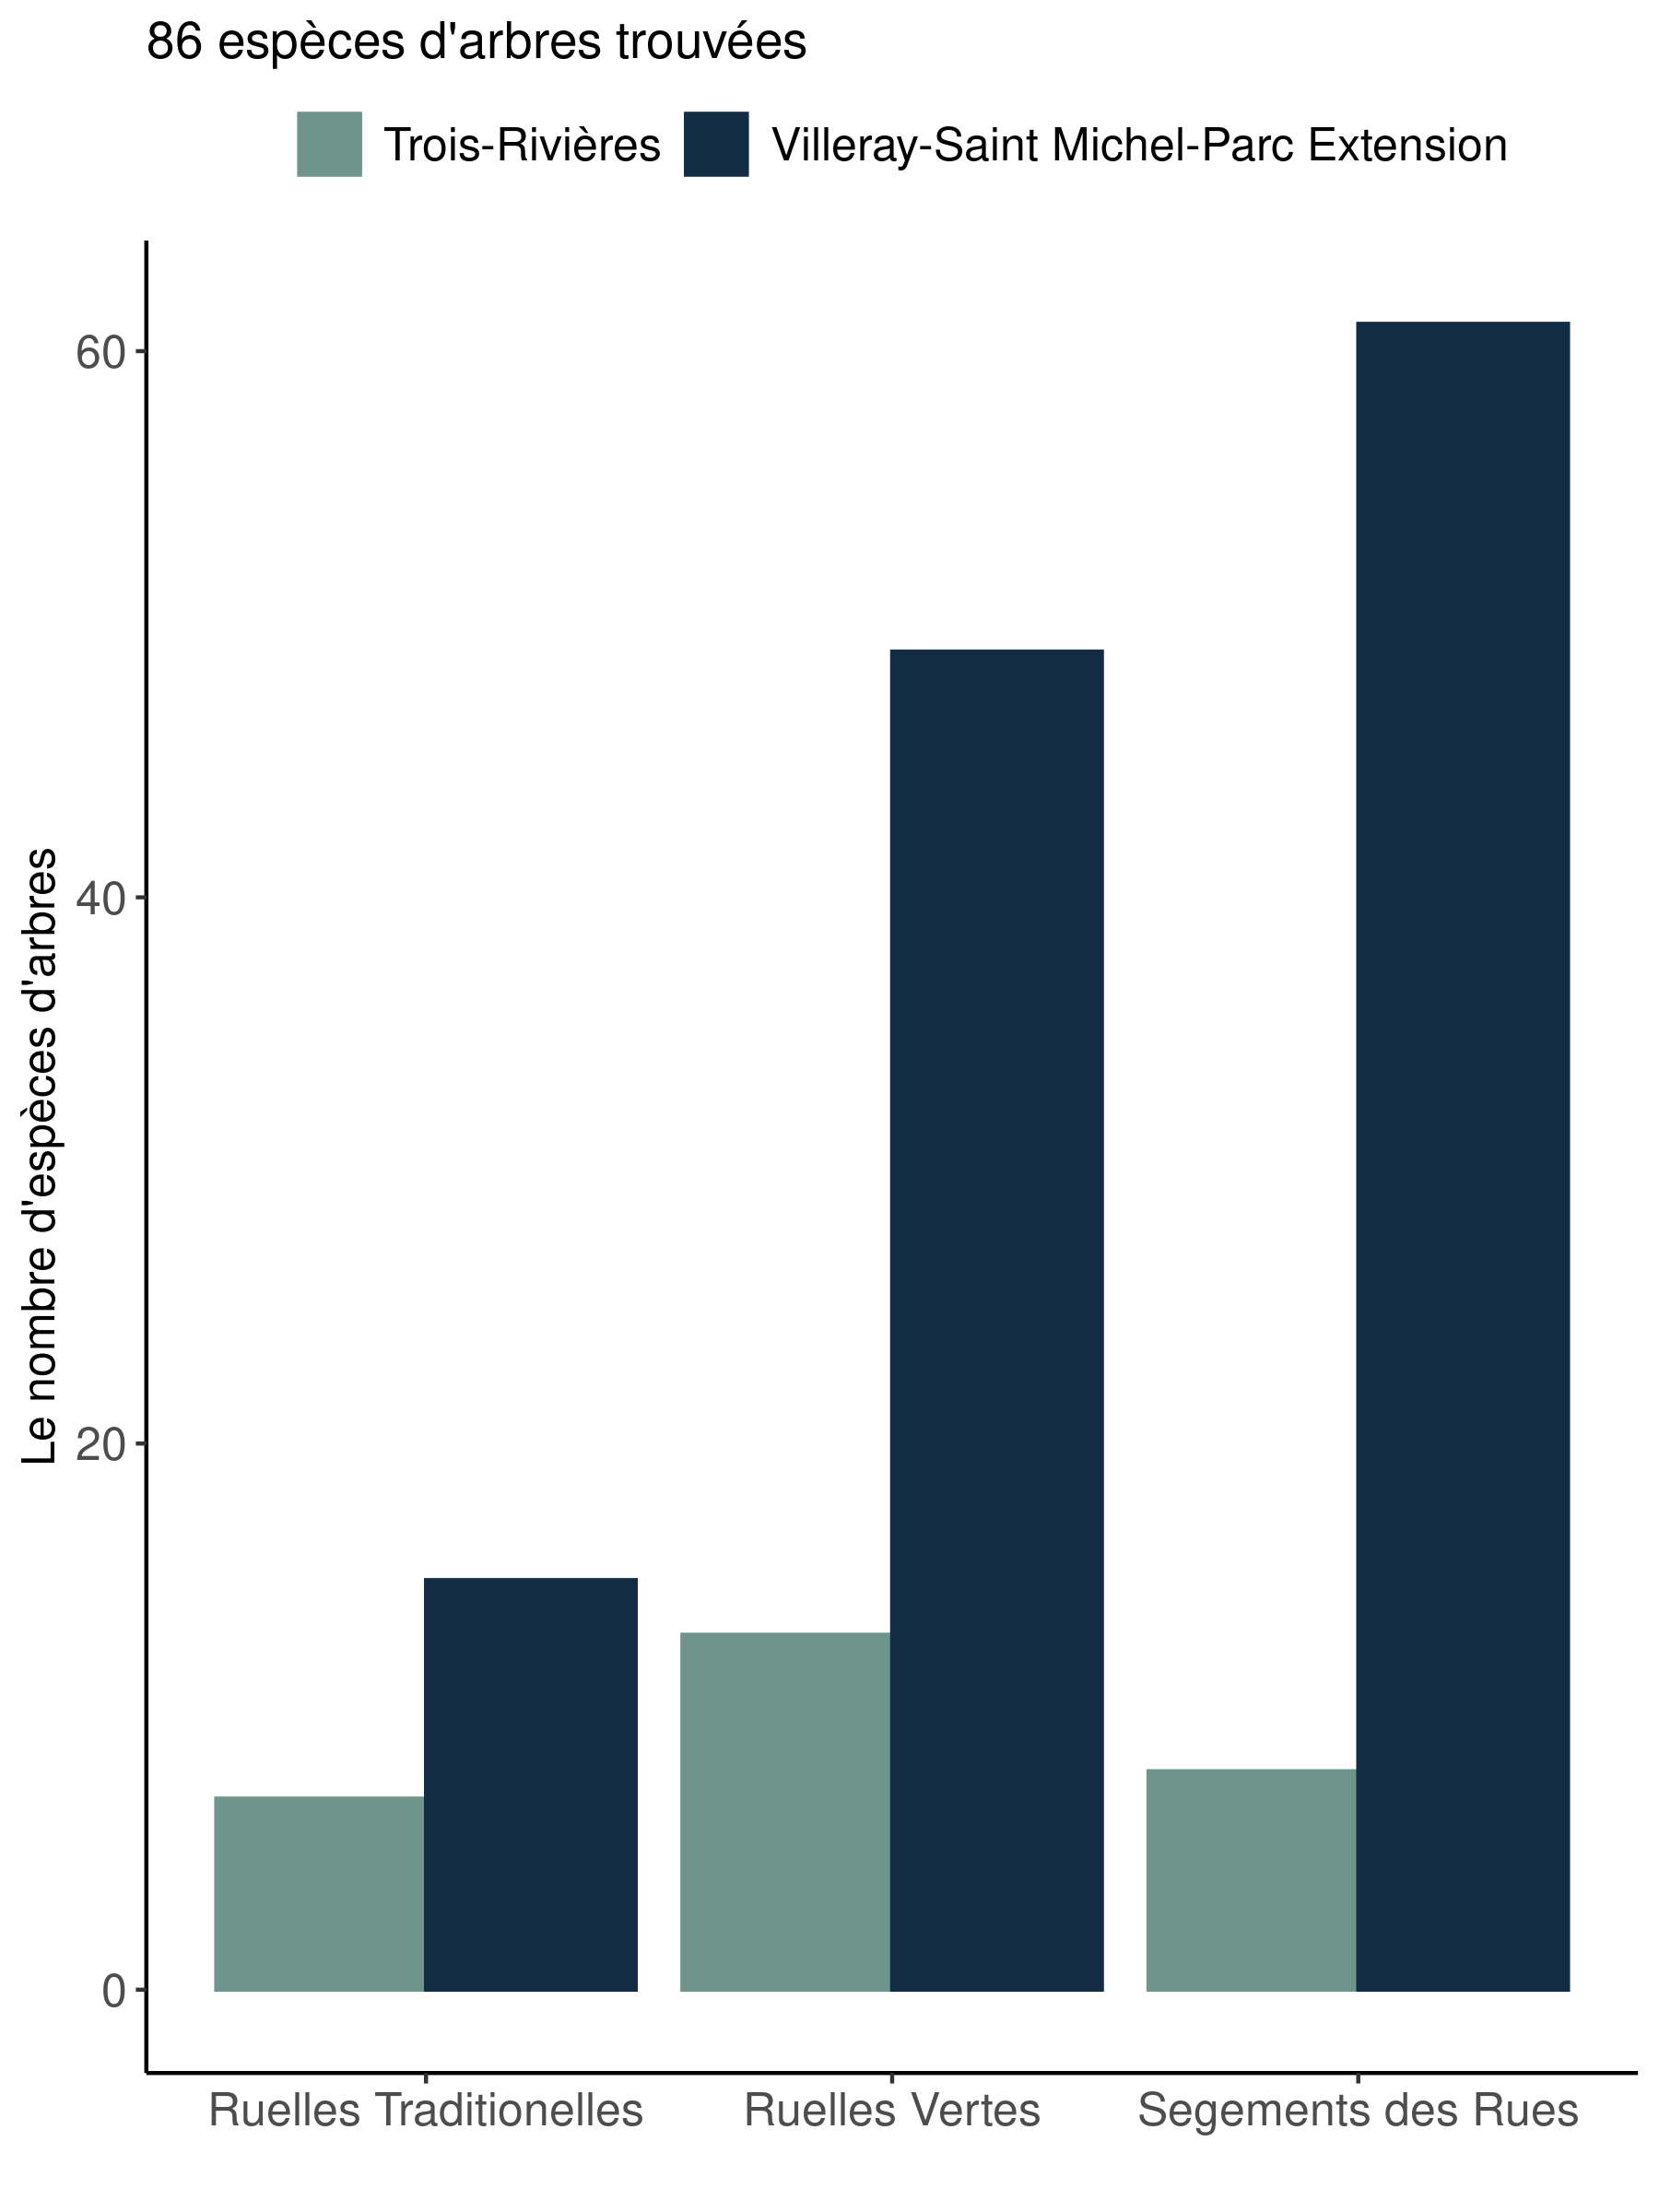 86 espèces d'arbres trouvées
Trois-Rivières
Villeray-Saint Michel-Parc Extension
Le nombre d'espèces d'arbres
60
40
20
0
Ruelles Traditionelles
Ruelles Vertes
Segements des Rues